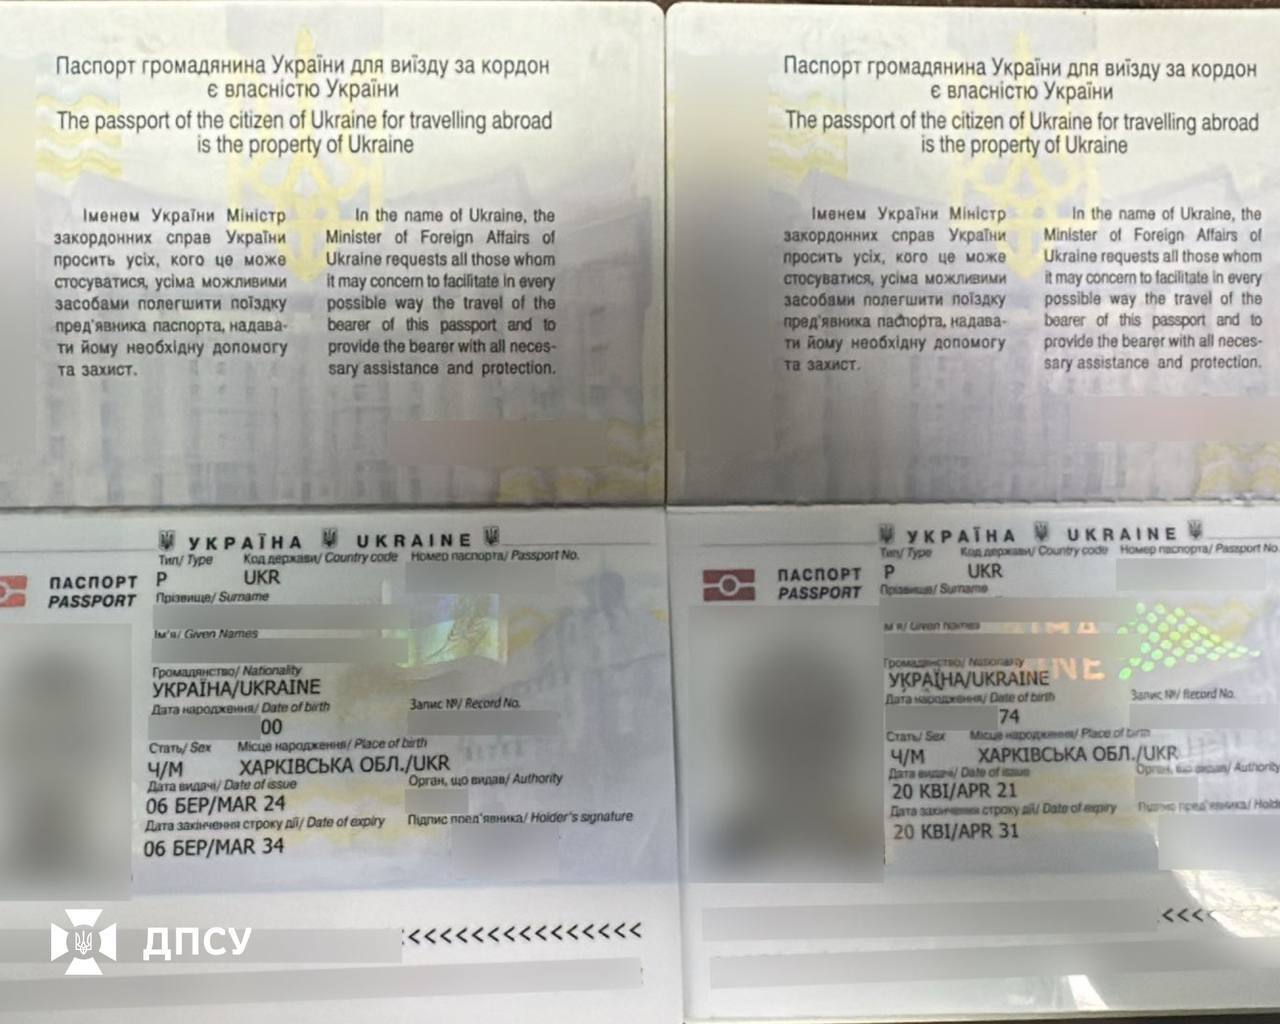 Паспорт громадянина України для виїзду за кордон
є власністю України
The passport of the citizen of Ukraine for travelling abroad
is the property of Ukraine
Іменем України Міністр
закордонних справ України
просить усіх, кого це може
стосуватися, усіма можливими
засобами полегшити поїздку
пред'явника паспорта, надава-
ти йому необхідну допомогу
та захист.
In the name of Ukraine, the
Minister of Foreign Affairs of
Ukraine requests all those whom
it may concern to facilitate in every
possible way the travel of the
bearer of this passport and to
provide the bearer with all neces-
sary assistance and protection.
УКРАЇНА UKRAINE
Тип/ Type Код держави/ Country code Номер паспорта/ Passport No.
P UKR
ПАСПОРТ
PASSPORT
Прізвище/ Surname
Ім'я/ Given Names
Громадянство/ Nationality
УКРАЇНА/UKRAINE
Дата народження/ Date of birth Запис №/ Record No.
00
Стать/ Sex Місце народження/ Place of birth
Ч/M ХАРКІВСЬКА ОБЛ./UKR
Дата видачі/ Date of issue Орган, що видав/ Authority
06 БЕР/MAR 24
Дата закінчення строку дії/ Date of expiry Підпис пред'явника/ Holder's signature
06 БЕР/MAR 34
<<<<<<<<<<<<<<<
ДПСУ
Паспорт громадянина України для виїзду за кордон
є власністю України
The passport of the citizen of Ukraine for travelling abroad
is the property of Ukraine
Іменем України Міністр
закордонних справ України
просить усіх, кого це може
стосуватися, усіма можливими
засобами полегшити поїздку
пред'явника паспорта, надава-
ти йому необхідну допомогу
та захист.
In the name of Ukraine, the
Minister of Foreign Affairs of
Ukraine requests all those whom
it may concern to facilitate in every
possible way the travel of the
bearer of this passport and to
provide the bearer with all neces-
sary assistance and protection.
УКРАЇНА UKRAINE
Тип/ Type Код держави/ Country code Номер паспорта/ Passport No.
P UKR
ПАСПОРТ
PASSPORT
Прізвище/ Surname
м'я/ Given Names
Громадянство/ Nationality
УКРАЇНА/UKRAINE
Дата народження/ Date of birth Запис №/ Record No.
74
Стать/ Sex Місце народження/ Place of birth
Ч/M ХАРКІВСЬКА ОБЛ./UKR
Дата видачі/ Date of issue Орган, що видав/ Authority
20 КВІ/APR 21
Дата закінчення строку дії/ Date of expiry Підпис пред'явника/ Holde
20 КВІ/APR 31
<<<<